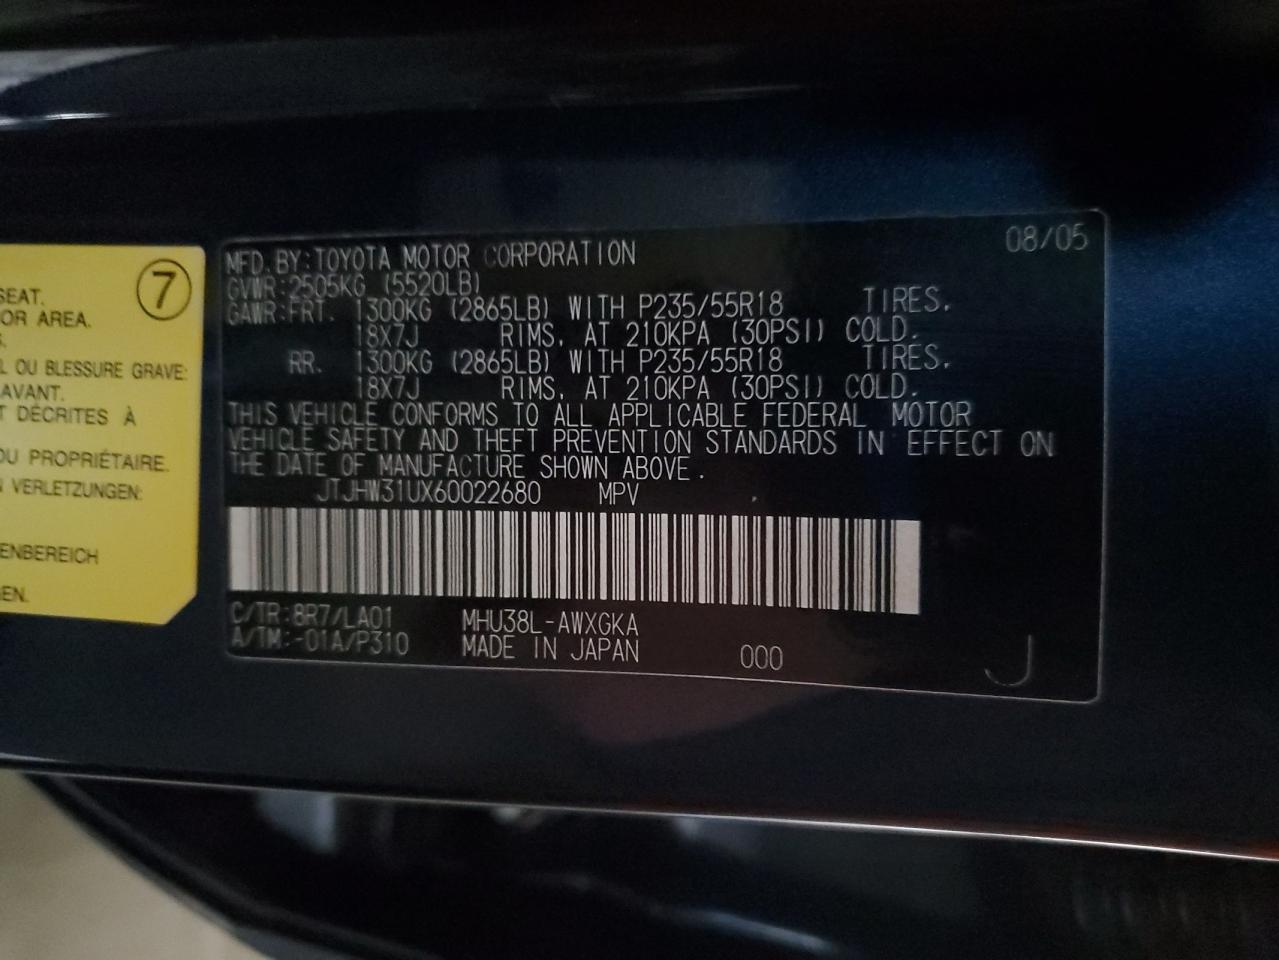 SEAT.
OR AREA.
S.
L OU BLESSURE GRAVE:
AVANT.
T DÉCRITES À
DU PROPRIÉTAIRE.
N VERLETZUNGEN:
ENBEREICH
EN.
7
MFD. BY: TOYOTA MOTOR CORPORATION 08/05
GVWR: 2505KG (5520LB)
GAWR: FRT. 1300KG (2865LB) WITH P235/55R18 TIRES.
18X7J RIMS, AT 210KPA (30PSI) COLD.
RR. 1300KG (2865LB) WITH P235/55R18 TIRES.
18X7J RIMS, AT 210KPA (30PSI) COLD.
THIS VEHICLE CONFORMS TO ALL APPLICABLE FEDERAL MOTOR
VEHICLE SAFETY AND THEFT PREVENTION STANDARDS IN EFFECT ON
THE DATE OF MANUFACTURE SHOWN ABOVE.
JTJHW31UX60022680 MPV
C/TR: 8R7/LA01 MHU38L-AWXGKA
A/TM: -01A/P310 MADE IN JAPAN 000 J